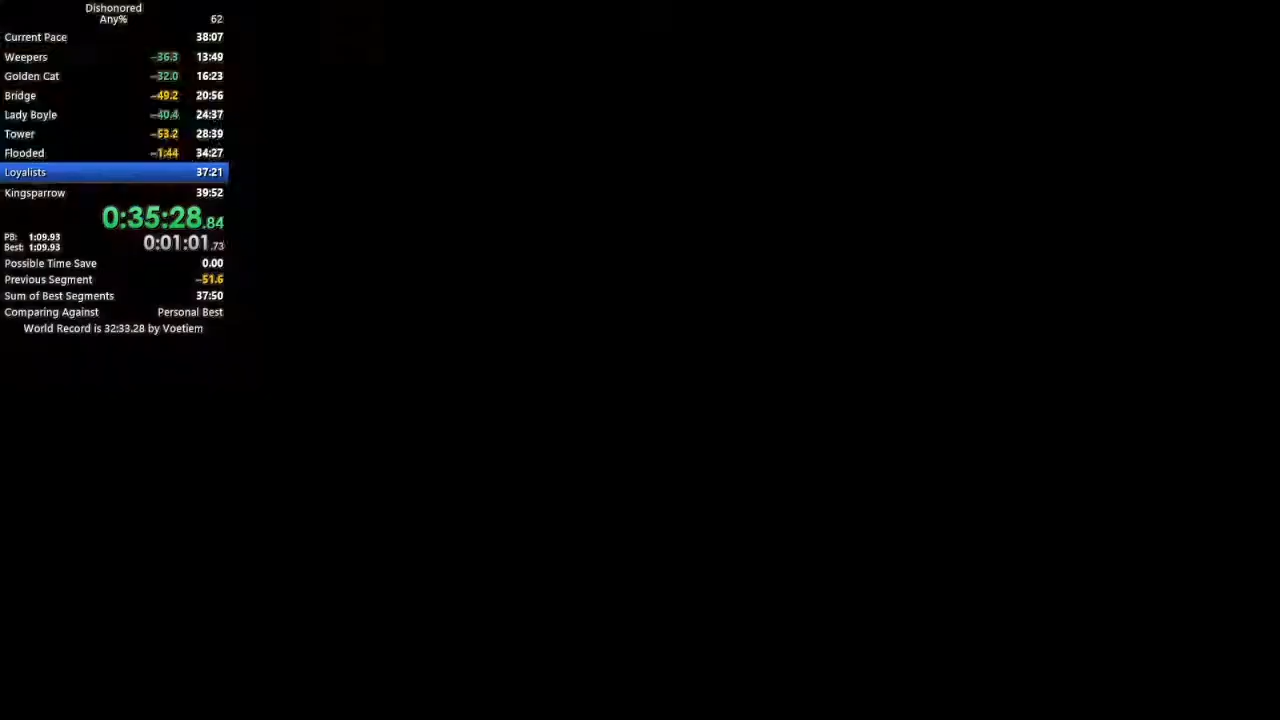 Dishonored
Any% 62
Current Pace 38:07
Weepers −36.3 13:49
Golden Cat −32.0 16:23
Bridge −49.2 20:56
Lady Boyle −40.4 24:37
Tower −53.2 28:39
Flooded −1:44 34:27
Loyalists 37:21
Kingsparrow 39:52
0:35:28.84
PB: 1:09.93
Best: 1:09.93
0:01:01.73
Possible Time Save 0.00
Previous Segment −51.6
Sum of Best Segments 37:50
Comparing Against Personal Best
World Record is 32:33.28 by Voetiem